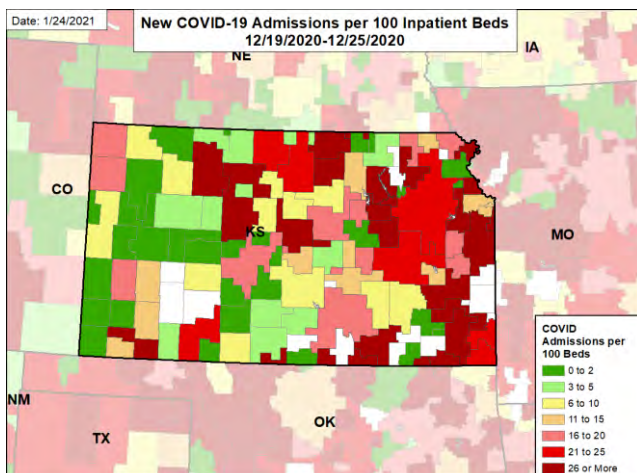 Date: 1/24/2021
New COVID-19 Admissions per 100 Inpatient Beds
12/19/2020-12/25/2020
NE
IA
CO
KS
MO
NM
TX
OK
COVID
Admissions per
100 Beds
0 to 2
3 to 5
6 to 10
11 to 15
16 to 20
21 to 25
26 or More